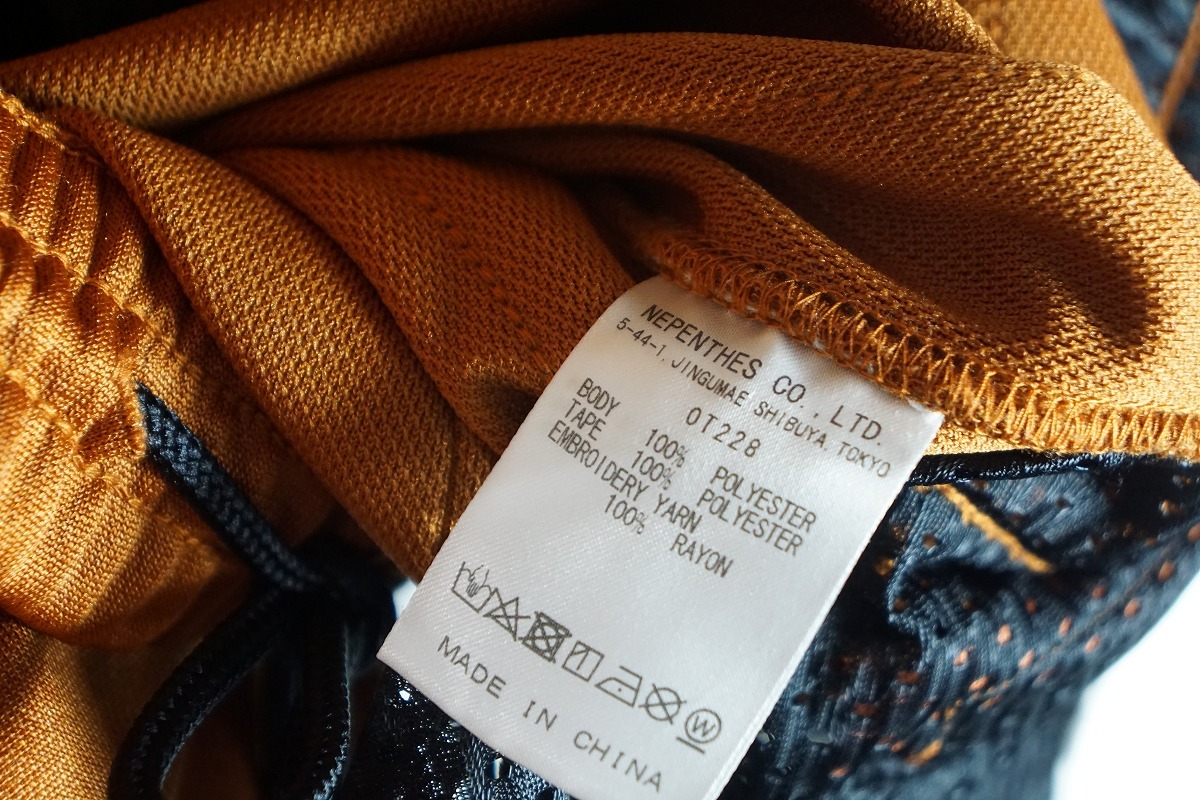 NEPENTHES CO., LTD.
5-44-1, JINGUMAE SHIBUYA, TOKYO
OT228
BODY 100% POLYESTER
TAPE 100% POLYESTER
EMBROIDERY YARN
100% RAYON
W
MADE IN CHINA